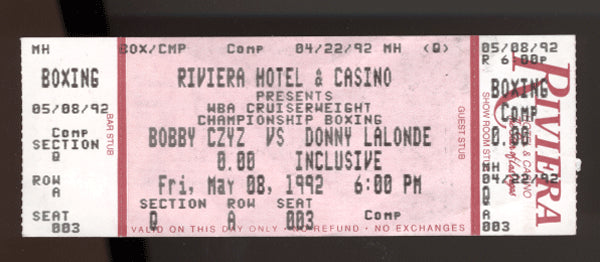 MH
BOXING
05/08/92
Comp
SECTION
Q
ROW
A
SEAT
003
BAR STUB
BOX/CMP Comp 04/22/92 MH (Q)
RIVIERA HOTEL & CASINO
PRESENTS
WBA CRUISERWEIGHT
CHAMPIONSHIP BOXING
BOBBY CZYZ VS DONNY LALONDE
0.00 INCLUSIVE
Fri, May 08, 1992 6:00 PM
SECTION ROW SEAT
Q A 003 Comp
VALID ON THIS DAY ONLY · NO REFUND · NO EXCHANGES
GUEST STUB
SHOW ROOM STUB
05/08/92
R 6:00 P
BOXING
Comp
0.00
MH
04/22/92
Q
A
003
RIVIERA
& CASINO